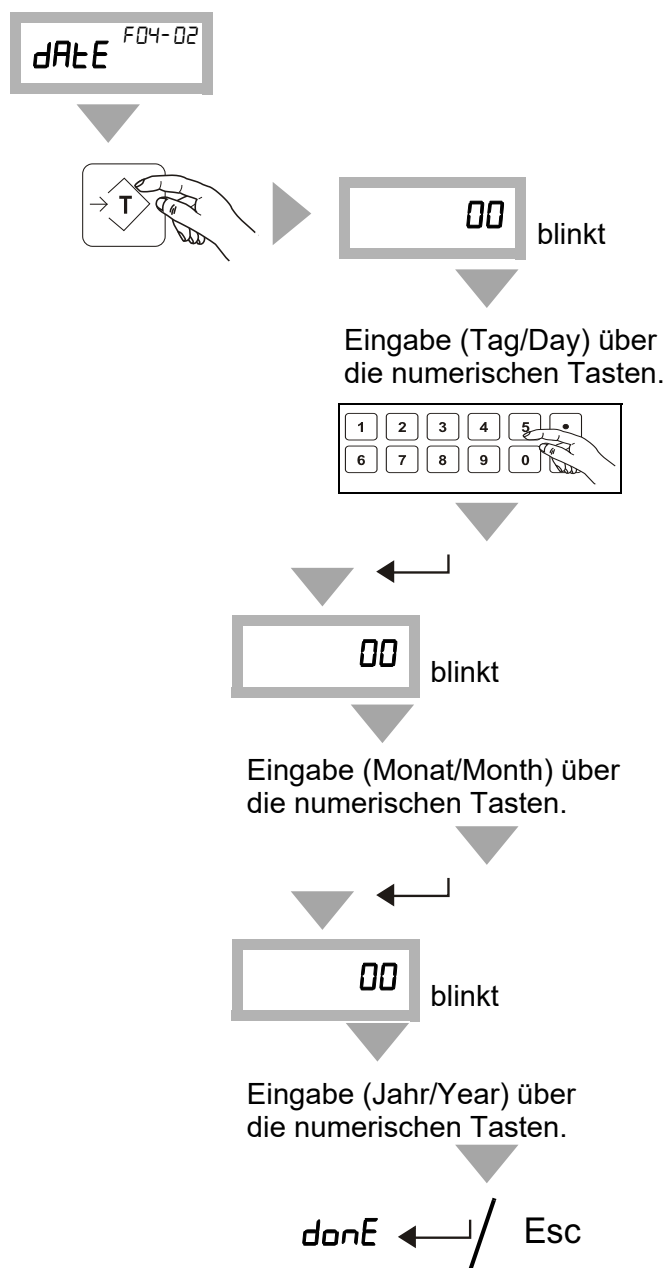 dAtE F04-02
T
00 blinkt
Eingabe (Tag/Day) über
die numerischen Tasten.
1 2 3 4 5 •
6 7 8 9 0
00 blinkt
Eingabe (Monat/Month) über
die numerischen Tasten.
00 blinkt
Eingabe (Jahr/Year) über
die numerischen Tasten.
donE / Esc